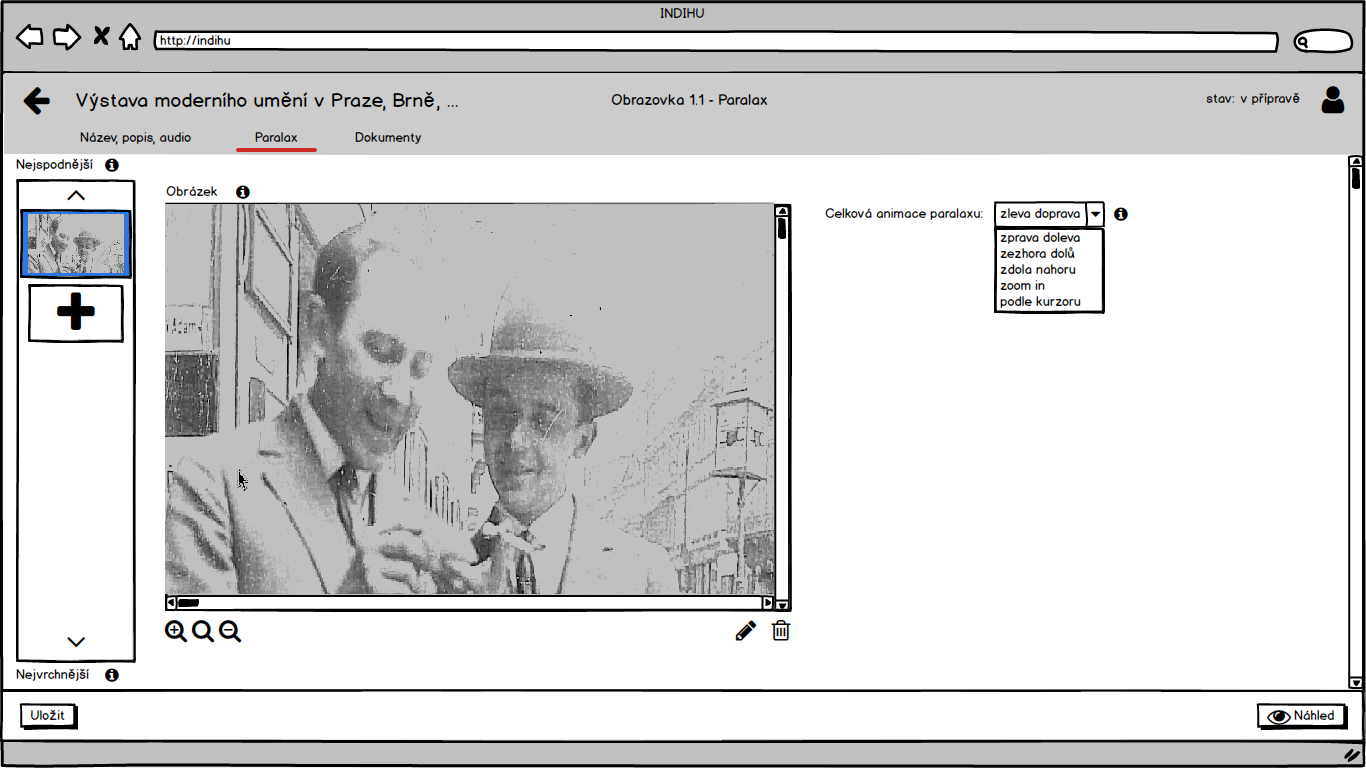 INDIHU
http://indihu
Výstava moderního umění v Praze, Brně, ...
Obrazovka 1.1 - Paralax
stav: v přípravě
Název, popis, audio
Paralax
Dokumenty
Nejspodnější
Obrázek
Celková animace paralaxu:
zleva doprava
zprava doleva
zezhora dolů
zdola nahoru
zoom in
podle kurzoru
Nejvrchnější
Uložit
Náhled